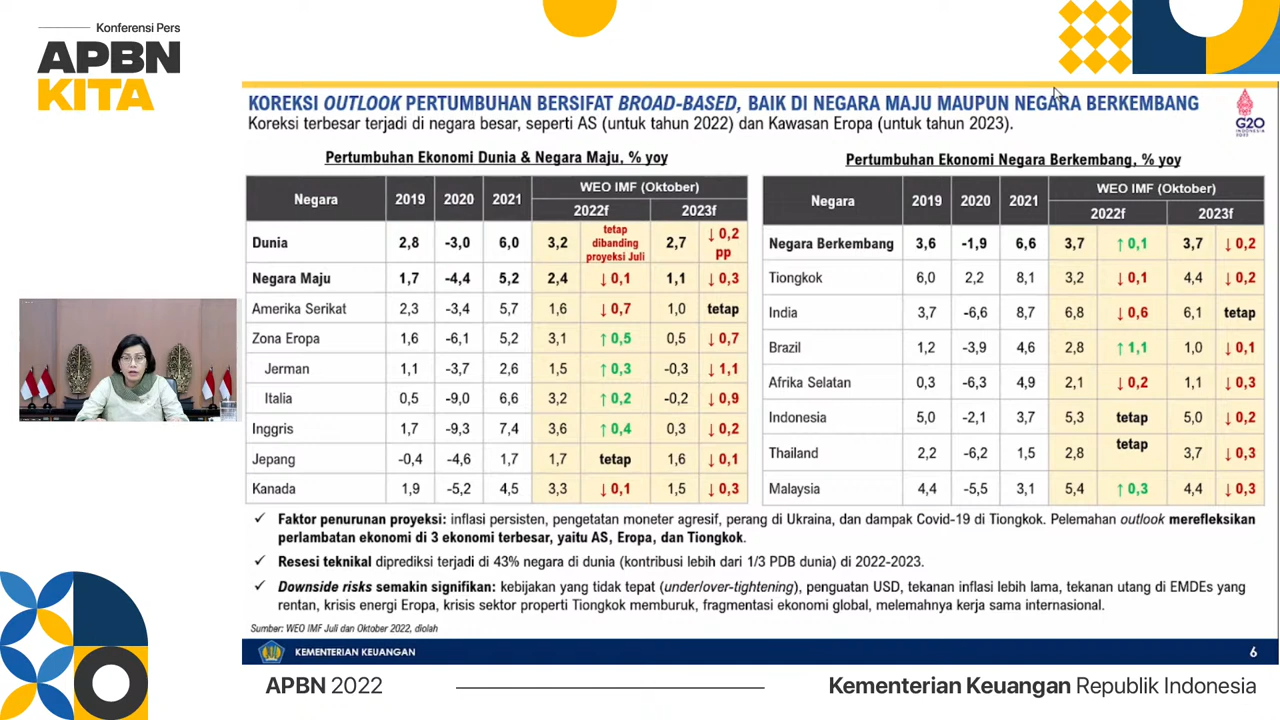 Konferensi Pers
APBN
KITA
KOREKSI OUTLOOK PERTUMBUHAN BERSIFAT BROAD-BASED, BAIK DI NEGARA MAJU MAUPUN NEGARA BERKEMBANG
Koreksi terbesar terjadi di negara besar, seperti AS (untuk tahun 2022) dan Kawasan Eropa (untuk tahun 2023).
G20
Pertumbuhan Ekonomi Dunia & Negara Maju, % yoy
Negara 2019 2020 2021 WEO IMF (Oktober)
2022f 2023f
Dunia 2,8 -3,0 6,0 3,2 tetap dibanding proyeksi Juli 2,7 ↓ 0,2 pp
Negara Maju 1,7 -4,4 5,2 2,4 ↓ 0,1 1,1 ↓ 0,3
Amerika Serikat 2,3 -3,4 5,7 1,6 ↓ 0,7 1,0 tetap
Zona Eropa 1,6 -6,1 5,2 3,1 ↑ 0,5 0,5 ↓ 0,7
Jerman 1,1 -3,7 2,6 1,5 ↑ 0,3 -0,3 ↓ 1,1
Italia 0,5 -9,0 6,6 3,2 ↑ 0,2 -0,2 ↓ 0,9
Inggris 1,7 -9,3 7,4 3,6 ↑ 0,4 0,3 ↓ 0,2
Jepang -0,4 -4,6 1,7 1,7 tetap 1,6 ↓ 0,1
Kanada 1,9 -5,2 4,5 3,3 ↓ 0,1 1,5 ↓ 0,3
Pertumbuhan Ekonomi Negara Berkembang, % yoy
Negara 2019 2020 2021 WEO IMF (Oktober)
2022f 2023f
Negara Berkembang 3,6 -1,9 6,6 3,7 ↑ 0,1 3,7 ↓ 0,2
Tiongkok 6,0 2,2 8,1 3,2 ↓ 0,1 4,4 ↓ 0,2
India 3,7 -6,6 8,7 6,8 ↓ 0,6 6,1 tetap
Brazil 1,2 -3,9 4,6 2,8 ↑ 1,1 1,0 ↓ 0,1
Afrika Selatan 0,3 -6,3 4,9 2,1 ↓ 0,2 1,1 ↓ 0,3
Indonesia 5,0 -2,1 3,7 5,3 tetap 5,0 ↓ 0,2
Thailand 2,2 -6,2 1,5 2,8 tetap 3,7 ↓ 0,3
Malaysia 4,4 -5,5 3,1 5,4 ↑ 0,3 4,4 ↓ 0,3
✓ Faktor penurunan proyeksi: inflasi persisten, pengetatan moneter agresif, perang di Ukraina, dan dampak Covid-19 di Tiongkok. Pelemahan outlook merefleksikan
perlambatan ekonomi di 3 ekonomi terbesar, yaitu AS, Eropa, dan Tiongkok.
✓ Resesi teknikal diprediksi terjadi di 43% negara di dunia (kontribusi lebih dari 1/3 PDB dunia) di 2022-2023.
✓ Downside risks semakin signifikan: kebijakan yang tidak tepat (under/over-tightening), penguatan USD, tekanan inflasi lebih lama, tekanan utang di EMDEs yang
rentan, krisis energi Eropa, krisis sektor properti Tiongkok memburuk, fragmentasi ekonomi global, melemahnya kerja sama internasional.
Sumber: WEO IMF Juli dan Oktober 2022, diolah
KEMENTERIAN KEUANGAN 6
APBN 2022
Kementerian Keuangan Republik Indonesia